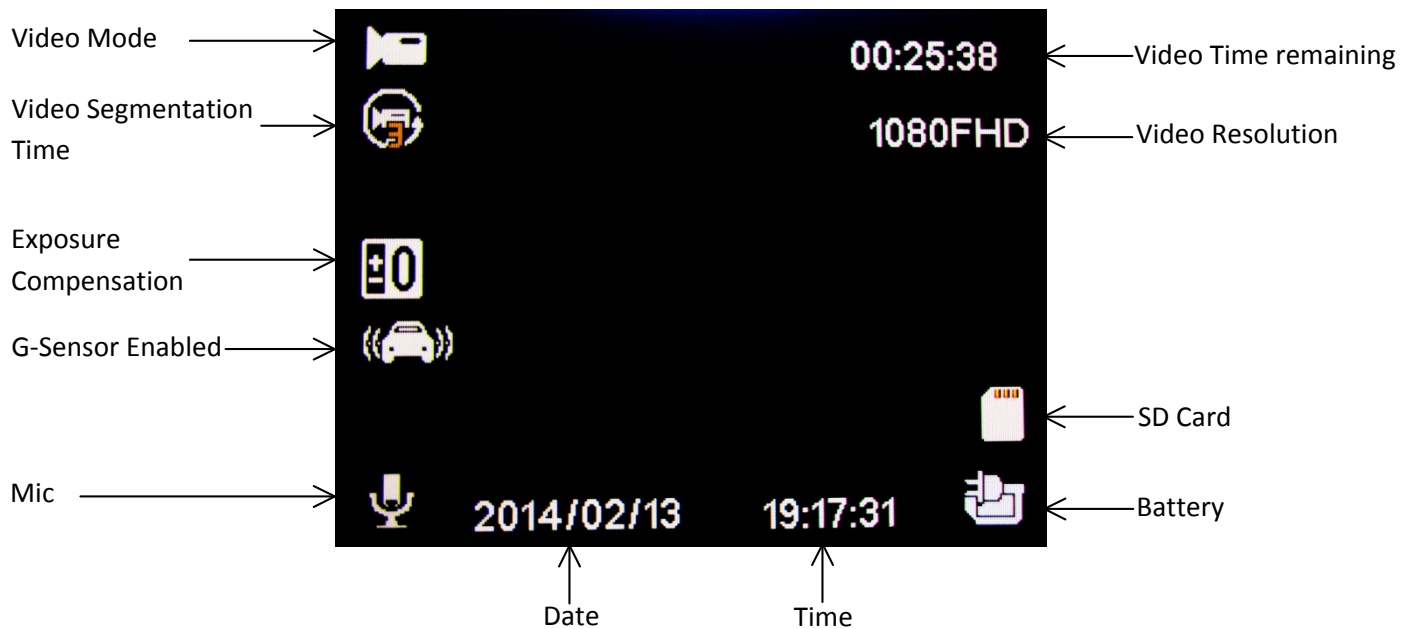 Video Mode
00:25:38
Video Time remaining
Video Segmentation
Time
3
1080FHD
Video Resolution
Exposure
Compensation
±0
G-Sensor Enabled
SD Card
Mic
2014/02/13
19:17:31
Battery
Date
Time